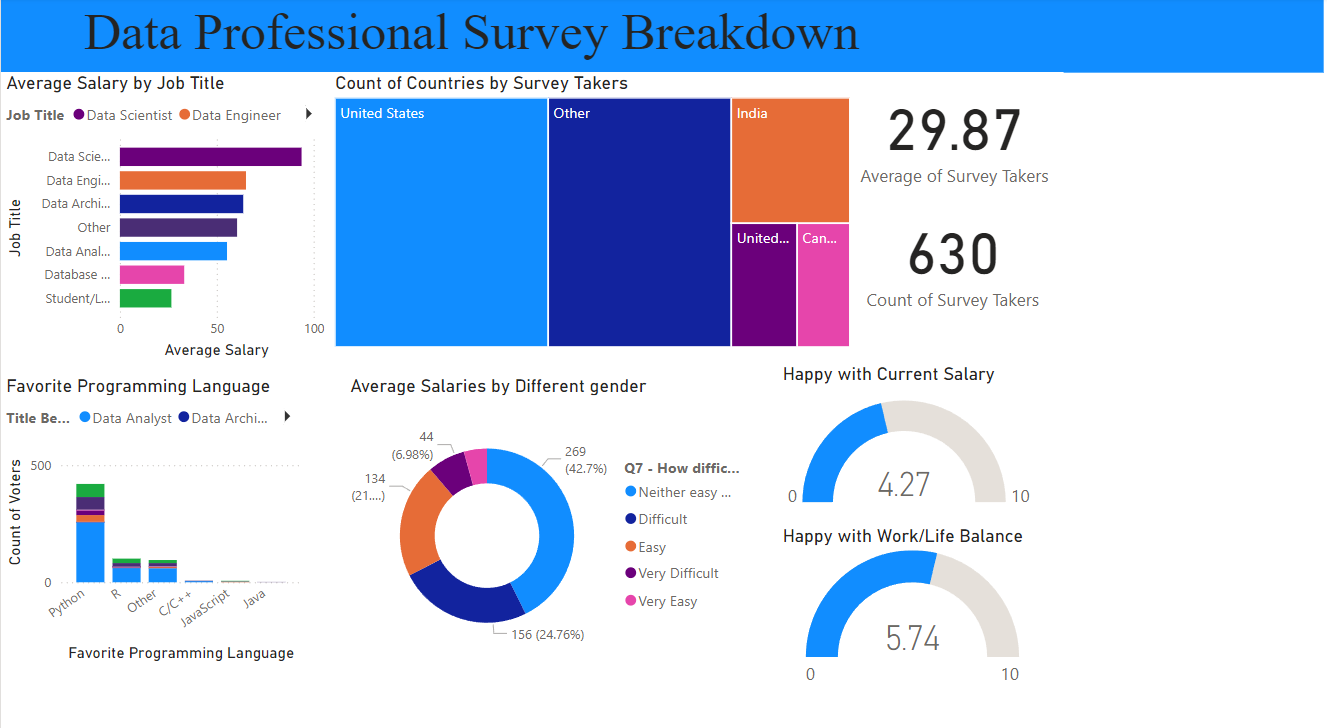 Data Professional Survey Breakdown
Average Salary by Job Title
Job Title Data Scientist Data Engineer
Job Title
Data Scie...
Data Engi...
Data Archi...
Other
Data Anal...
Database ...
Student/L...
0 50 100
Average Salary
Count of Countries by Survey Takers
United States
Other
India
United...
Can...
29.87
Average of Survey Takers
630
Count of Survey Takers
Favorite Programming Language
Title Be... Data Analyst Data Archi...
Count of Voters
500
0
Python
R
Other
C/C++
JavaScript
Java
Favorite Programming Language
Average Salaries by Different gender
44
(6.98%)
269
(42.7%)
134
(21....)
156 (24.76%)
Q7 - How diffic...
Neither easy ...
Difficult
Easy
Very Difficult
Very Easy
Happy with Current Salary
4.27
0 10
Happy with Work/Life Balance
5.74
0 10